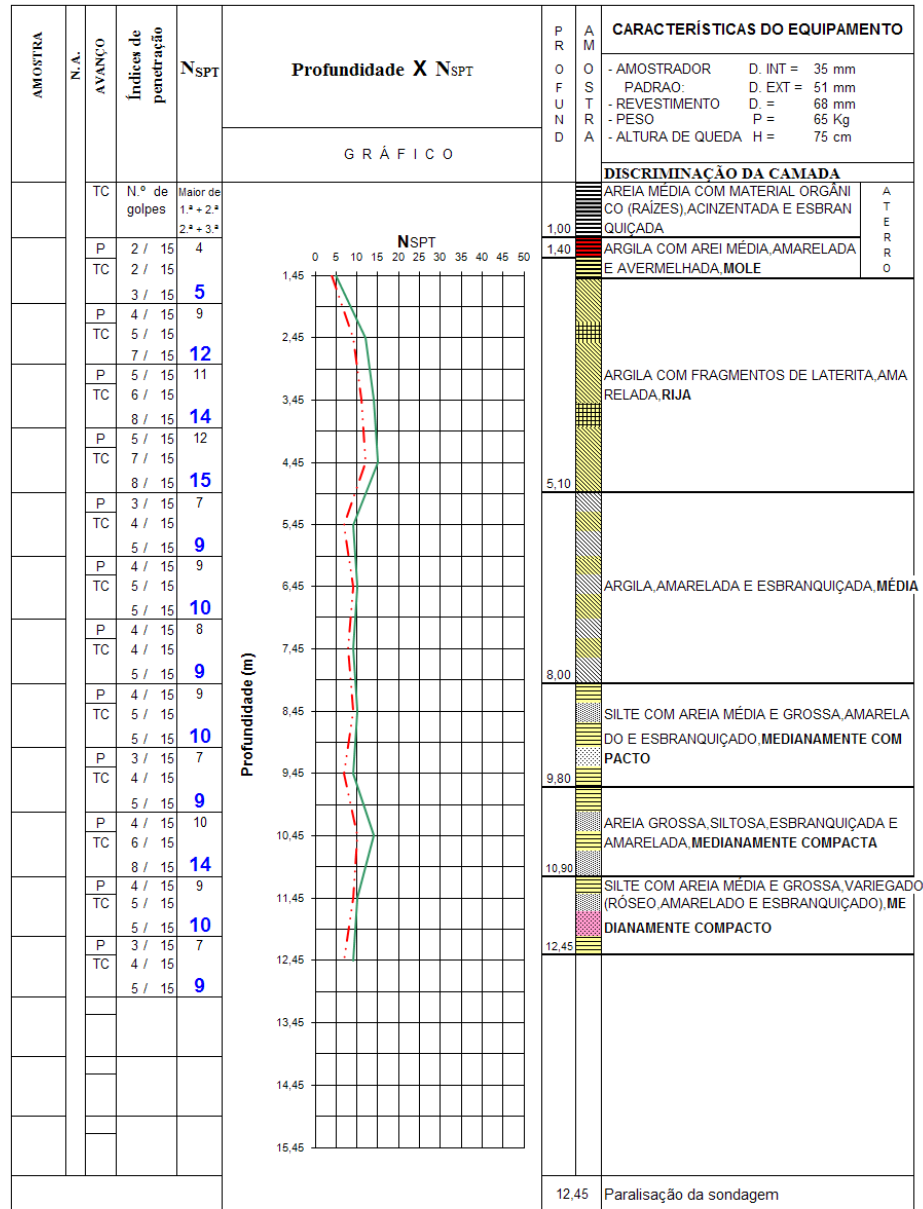 AMOSTRA
N. A.
AVANÇO
Índices de penetração
NSPT
Profundidade X NSPT
GRÁFICO
PROFUND
AMOSTRA
CARACTERÍSTICAS DO EQUIPAMENTO
- AMOSTRADOR D. INT = 35 mm
PADRAO: D. EXT = 51 mm
- REVESTIMENTO D. = 68 mm
- PESO P = 65 Kg
- ALTURA DE QUEDA H = 75 cm
DISCRIMINAÇÃO DA CAMADA
TC
N.º de golpes
Maior de
1.ª + 2.ª
2.ª + 3.ª
P 2 / 15 4
TC 2 / 15
3 / 15 5
P 4 / 15 9
TC 5 / 15
7 / 15 12
P 5 / 15 11
TC 6 / 15
8 / 15 14
P 5 / 15 12
TC 7 / 15
8 / 15 15
P 3 / 15 7
TC 4 / 15
5 / 15 9
P 4 / 15 9
TC 5 / 15
5 / 15 10
P 4 / 15 8
TC 4 / 15
5 / 15 9
P 4 / 15 9
TC 5 / 15
5 / 15 10
P 3 / 15 7
TC 4 / 15
5 / 15 9
P 4 / 15 10
TC 6 / 15
8 / 15 14
P 4 / 15 9
TC 5 / 15
5 / 15 10
P 3 / 15 7
TC 4 / 15
5 / 15 9
NSPT
0 5 10 15 20 25 30 35 40 45 50
Profundidade (m)
1,45
2,45
3,45
4,45
5,45
6,45
7,45
8,45
9,45
10,45
11,45
12,45
13,45
14,45
15,45
AREIA MÉDIA COM MATERIAL ORGÂNI
CO (RAÍZES),ACINZENTADA E ESBRAN
1,00 QUIÇADA
ATERRO
1,40 ARGILA COM AREI MÉDIA,AMARELADA
E AVERMELHADA,MOLE
ARGILA COM FRAGMENTOS DE LATERITA,AMA
RELADA,RIJA
5,10
ARGILA,AMARELADA E ESBRANQUIÇADA,MÉDIA
8,00
SILTE COM AREIA MÉDIA E GROSSA,AMARELA
DO E ESBRANQUIÇADO,MEDIANAMENTE COM
PACTO
9,80
AREIA GROSSA,SILTOSA,ESBRANQUIÇADA E
AMARELADA,MEDIANAMENTE COMPACTA
10,90
SILTE COM AREIA MÉDIA E GROSSA,VARIEGADO
(RÓSEO,AMARELADO E ESBRANQUIÇADO),ME
DIANAMENTE COMPACTO
12,45
12,45 Paralisação da sondagem